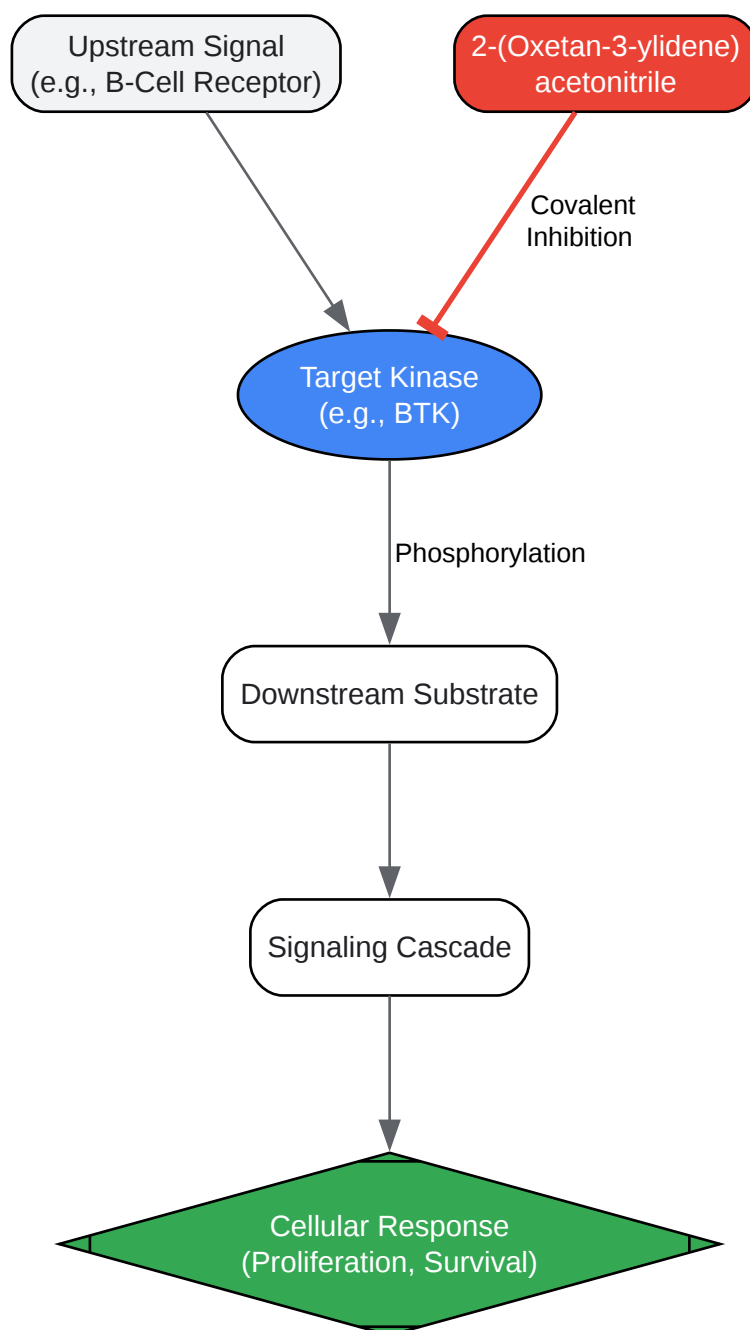 Upstream Signal
(e.g., B-Cell Receptor)
2-(Oxetan-3-ylidene)
acetonitrile
Covalent
Inhibition
Target Kinase
(e.g., BTK)
Phosphorylation
Downstream Substrate
Signaling Cascade
Cellular Response
(Proliferation, Survival)